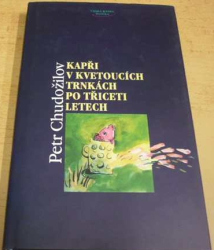 Petr Chudožilov
KAPŘI
V KVETOUCÍCH
TRNKÁCH
PO TŘICETI
LETECH